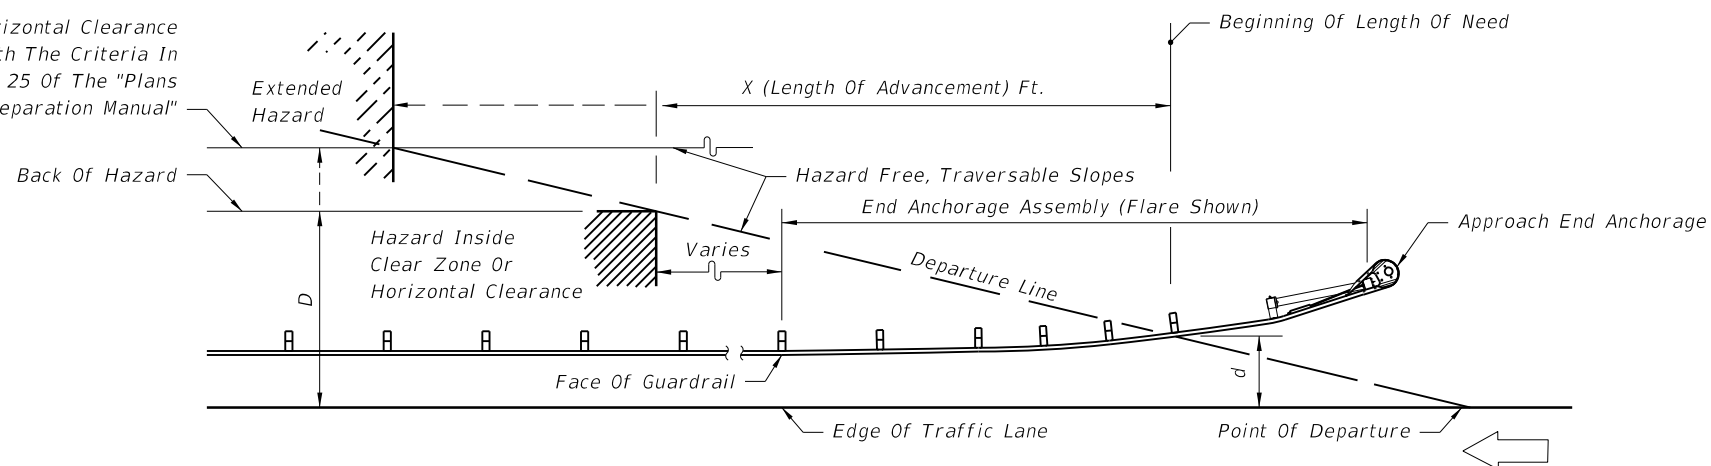 rizontal Clearance
th The Criteria In
25 Of The "Plans
eparation Manual"
Back Of Hazard
Extended
Hazard
X (Length Of Advancement) Ft.
Beginning Of Length Of Need
Hazard Free, Traversable Slopes
End Anchorage Assembly (Flare Shown)
Approach End Anchorage
Hazard Inside
Clear Zone Or
Horizontal Clearance
Varies
Departure Line
D
d
Face Of Guardrail
Edge Of Traffic Lane
Point Of Departure